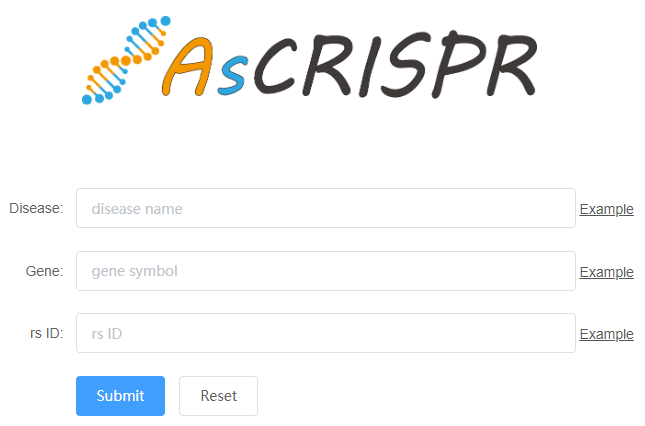 AsCRISPR
Disease: disease name Example
Gene: gene symbol Example
rs ID: rs ID Example
Submit Reset